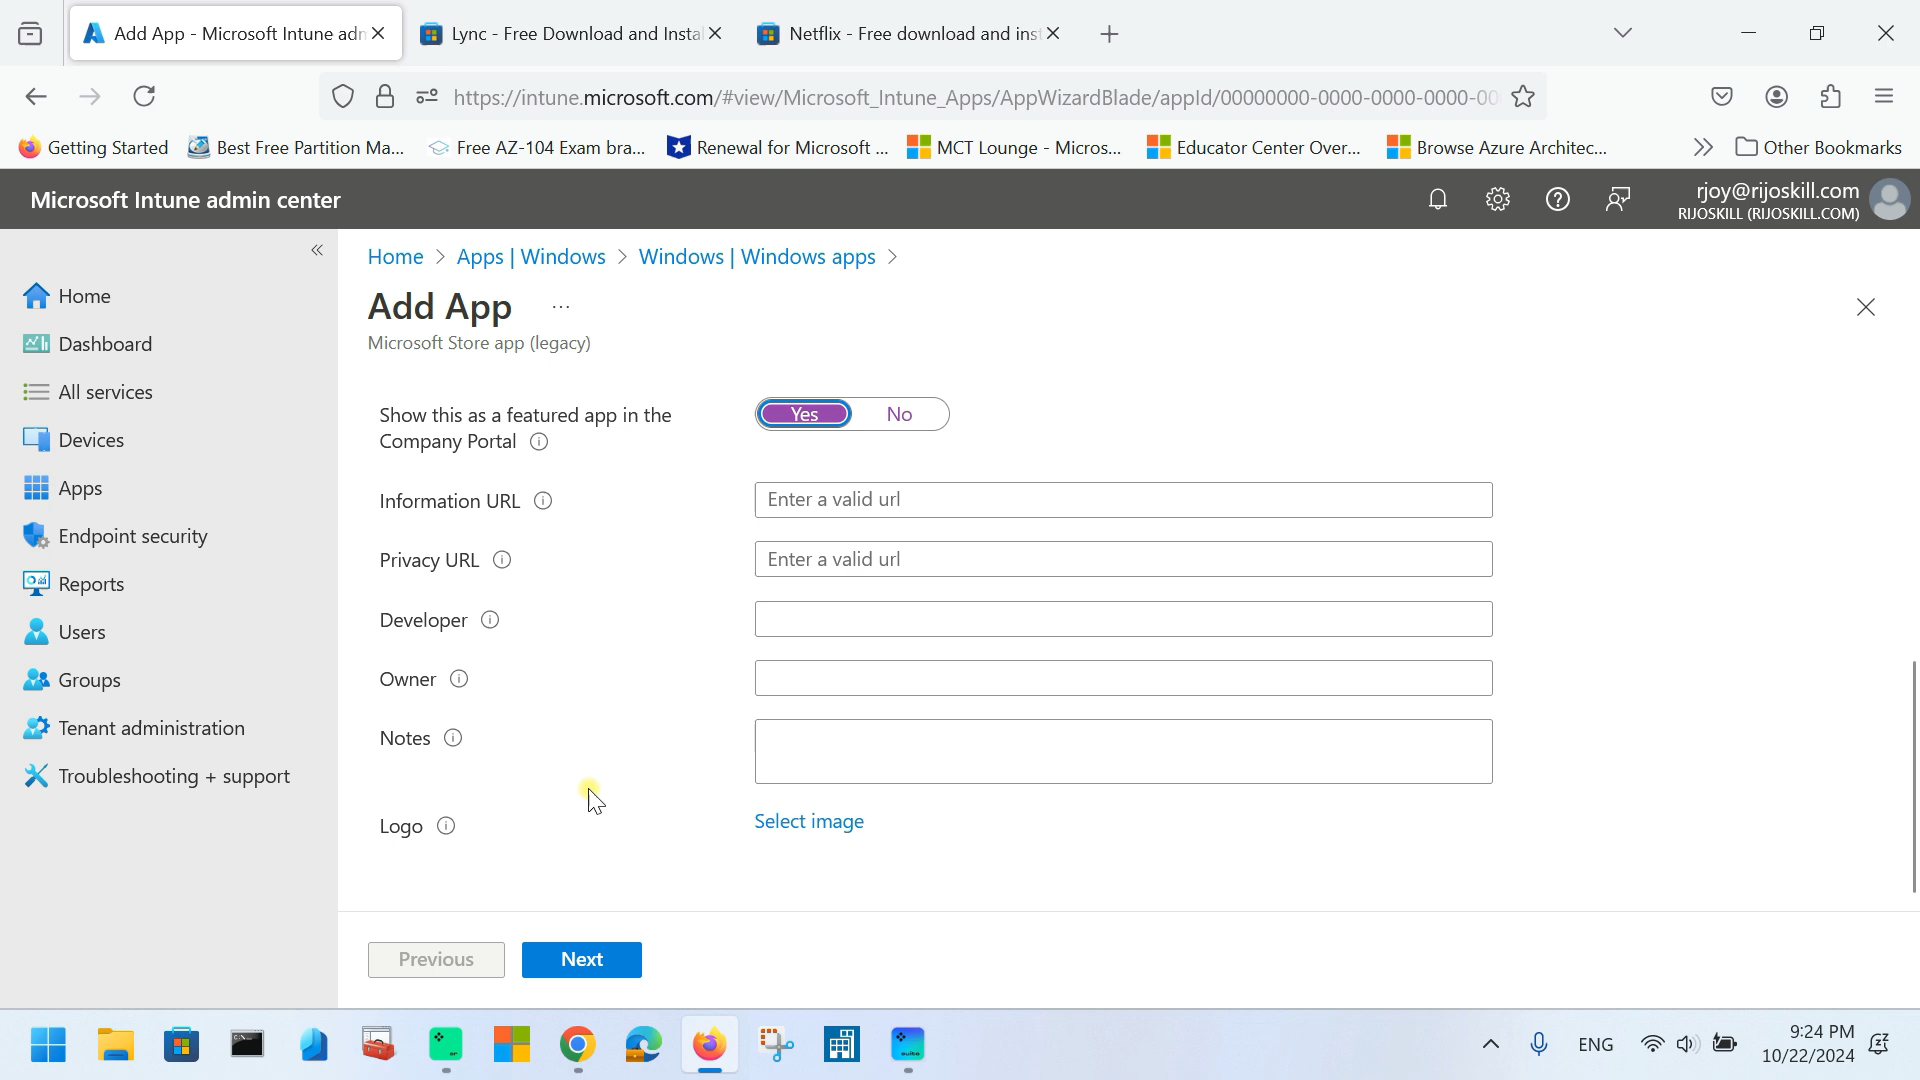 Add App - Microsoft Intune adn
Lync - Free Download and Instal
Netflix - Free download and ins
https://intune.microsoft.com/#view/Microsoft_Intune_Apps/AppWizardBlade/appId/00000000-0000-0000-0000-00
Getting Started
Best Free Partition Ma...
Free AZ-104 Exam bra...
Renewal for Microsoft ...
MCT Lounge - Micros...
Educator Center Over...
Browse Azure Architec...
Other Bookmarks
Microsoft Intune admin center
rjoy@rijoskill.com
RIJOSKILL (RIJOSKILL.COM)
Home
Dashboard
All services
Devices
Apps
Endpoint security
Reports
Users
Groups
Tenant administration
Troubleshooting + support
Home > Apps | Windows > Windows | Windows apps >
Add App ...
Microsoft Store app (legacy)
Show this as a featured app in the
Company Portal
Yes No
Information URL
Enter a valid url
Privacy URL
Enter a valid url
Developer
Owner
Notes
Logo
Select image
Previous
Next
ENG
9:24 PM
10/22/2024